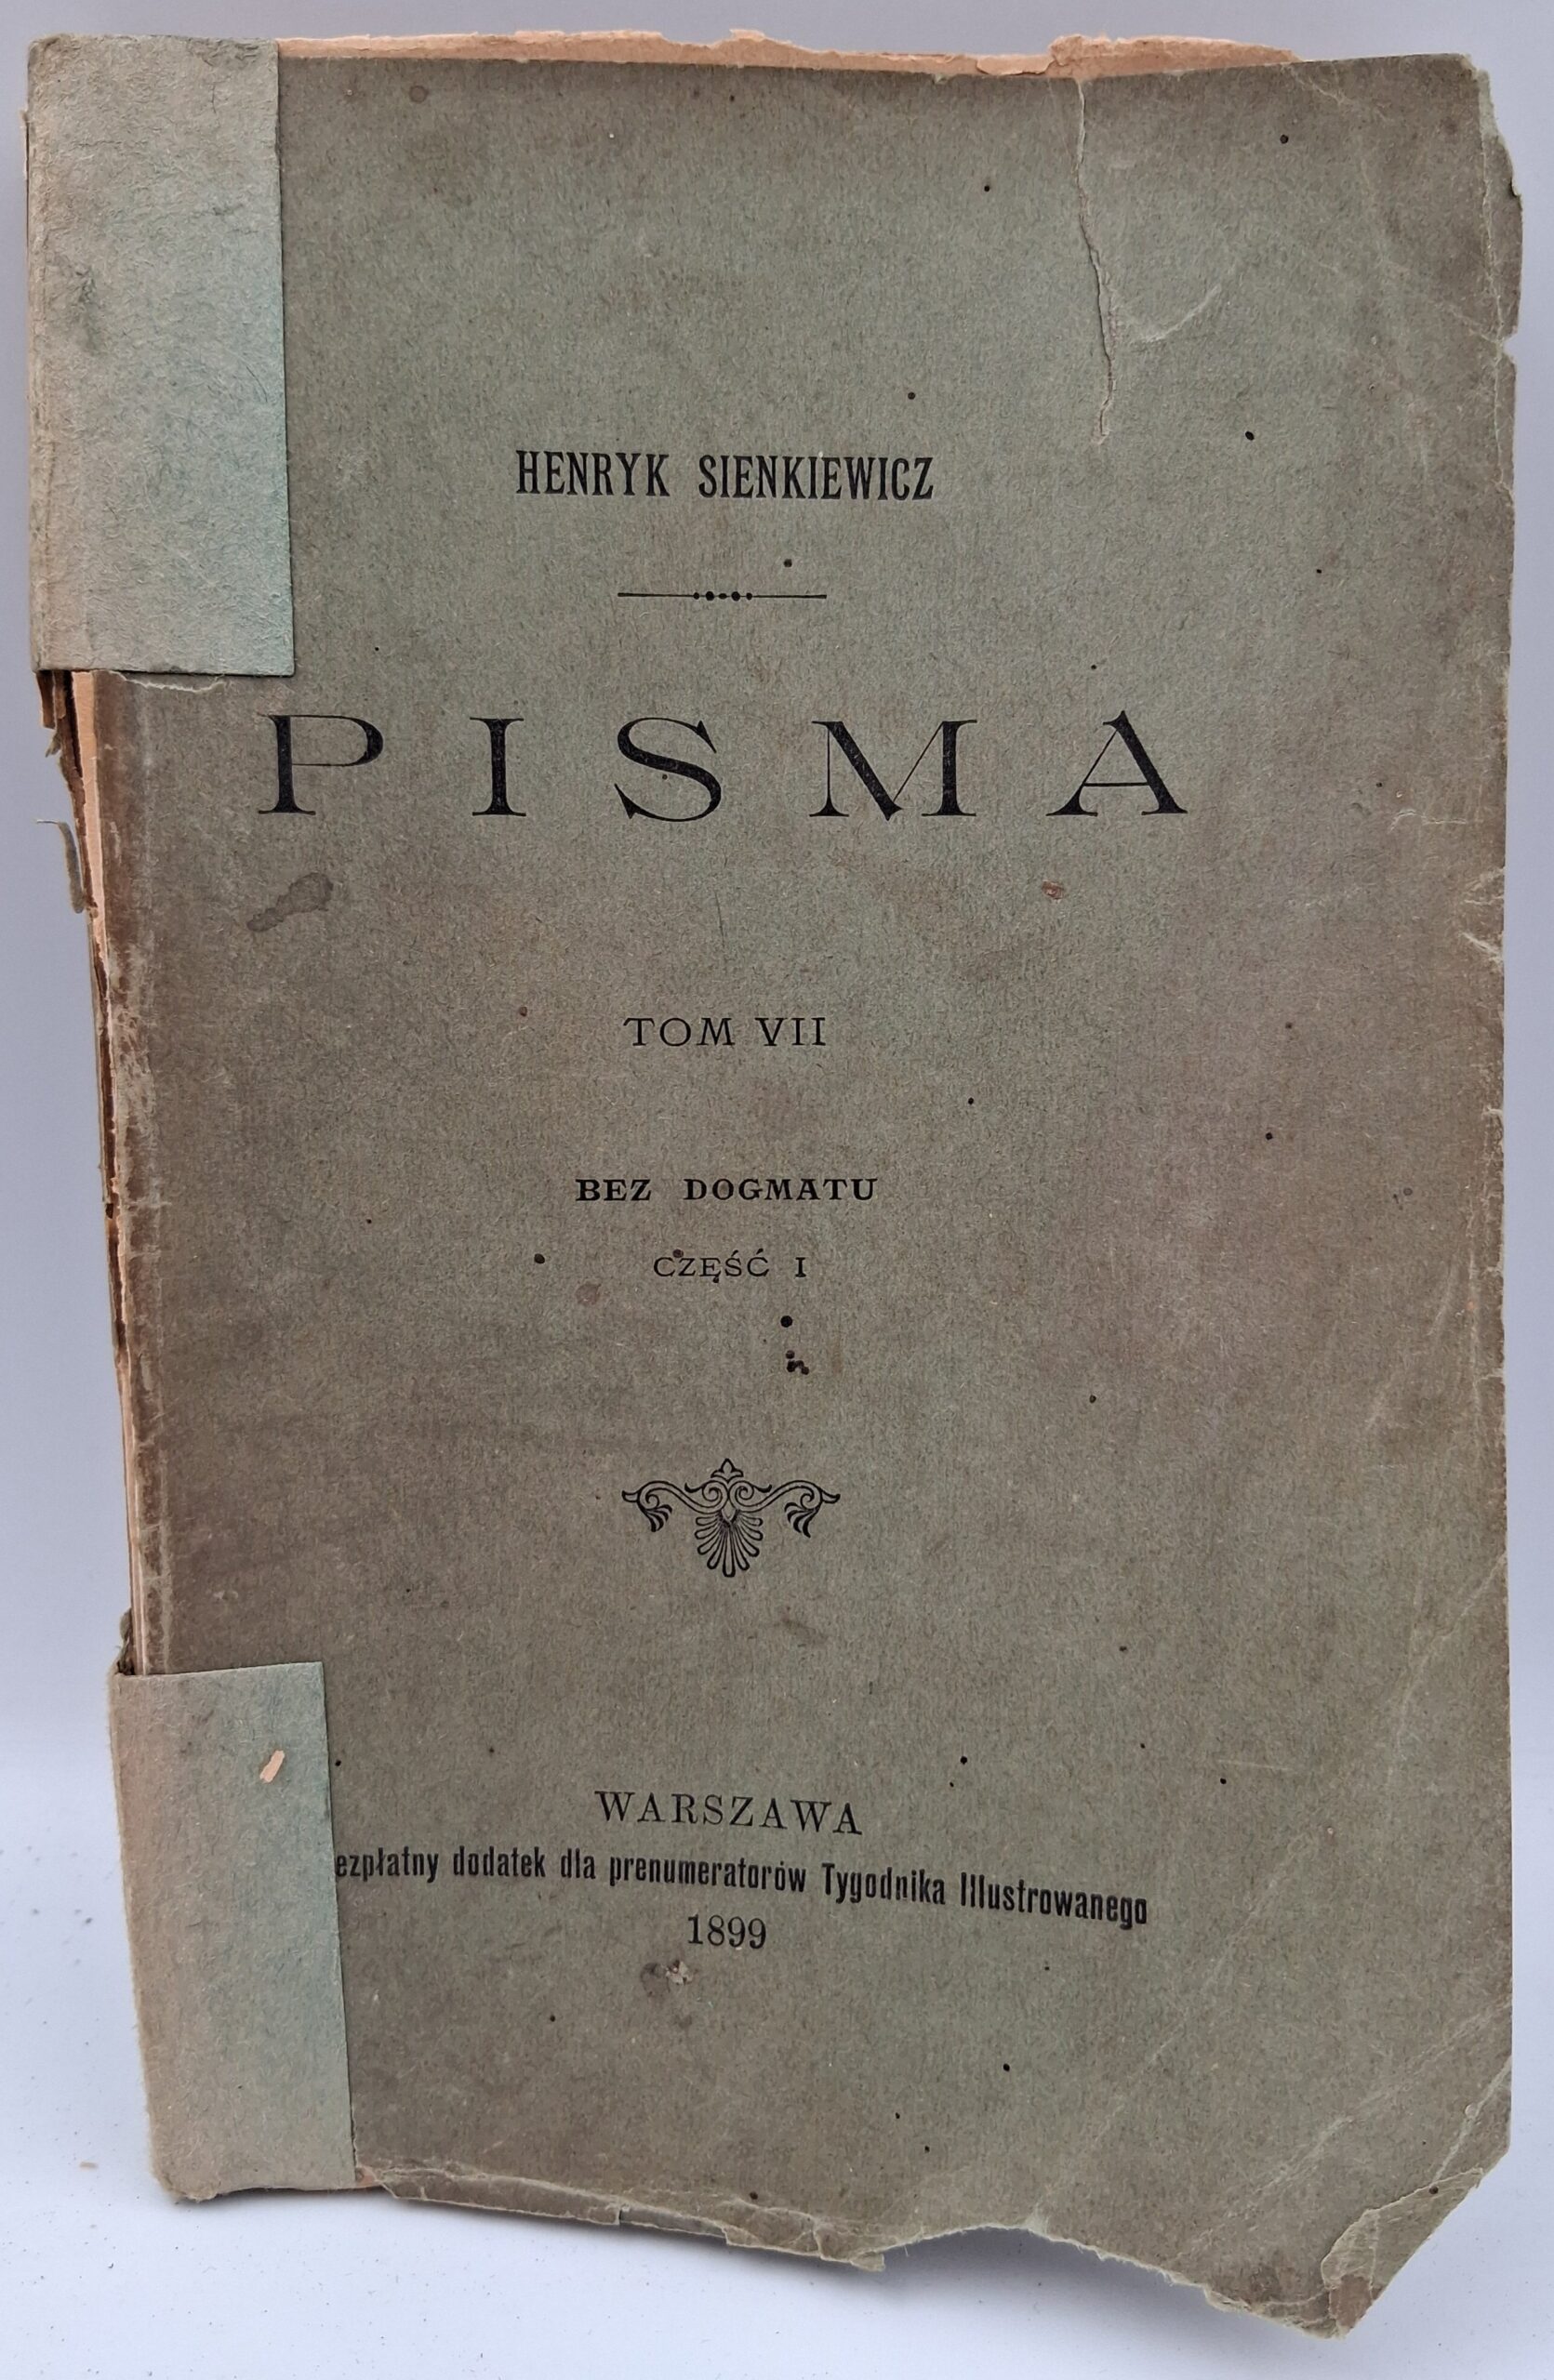 HENRYK SIENKIEWICZ
PISMA
TOM VII
BEZ DOGMATU
CZĘŚĆ I
WARSZAWA
ezpłatny dodatek dla prenumeratorów Tygodnika Illustrowanego
1899